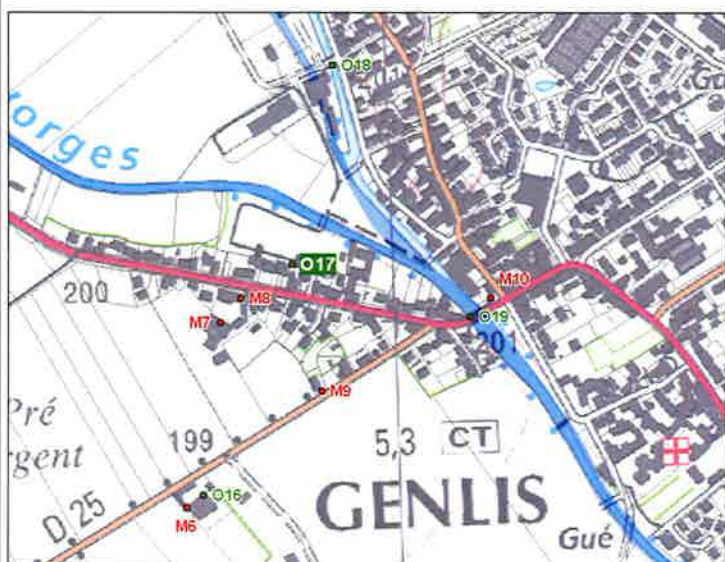 O18
orges
O17
200
M8
M10
M7
O19
201
M9
Pré
rgent
199
5,3
CT
O16
M6
D 25
GENLIS
Gué